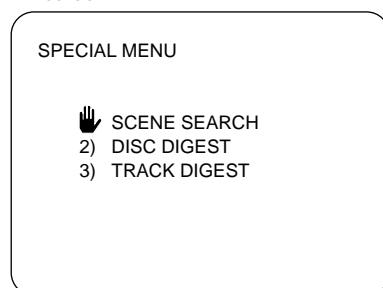 SPECIAL MENU
SCENE SEARCH
2) DISC DIGEST
3) TRACK DIGEST